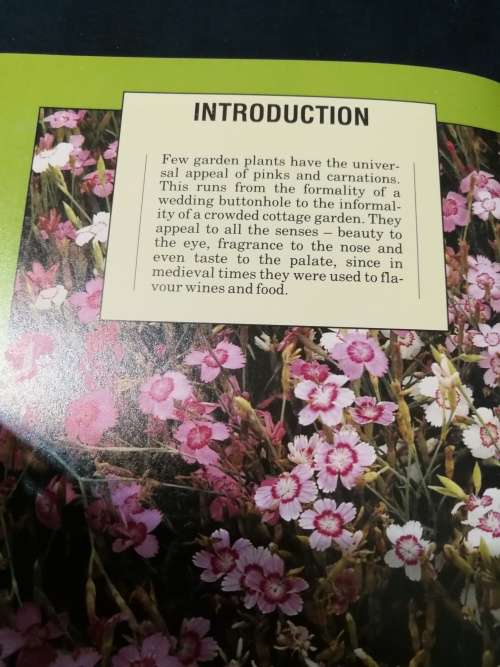 INTRODUCTION
Few garden plants have the univer-
sal appeal of pinks and carnations.
This runs from the formality of a
wedding buttonhole to the informal-
ity of a crowded cottage garden. They
appeal to all the senses – beauty to
the eye, fragrance to the nose and
even taste to the palate, since in
medieval times they were used to fla-
vour wines and food.